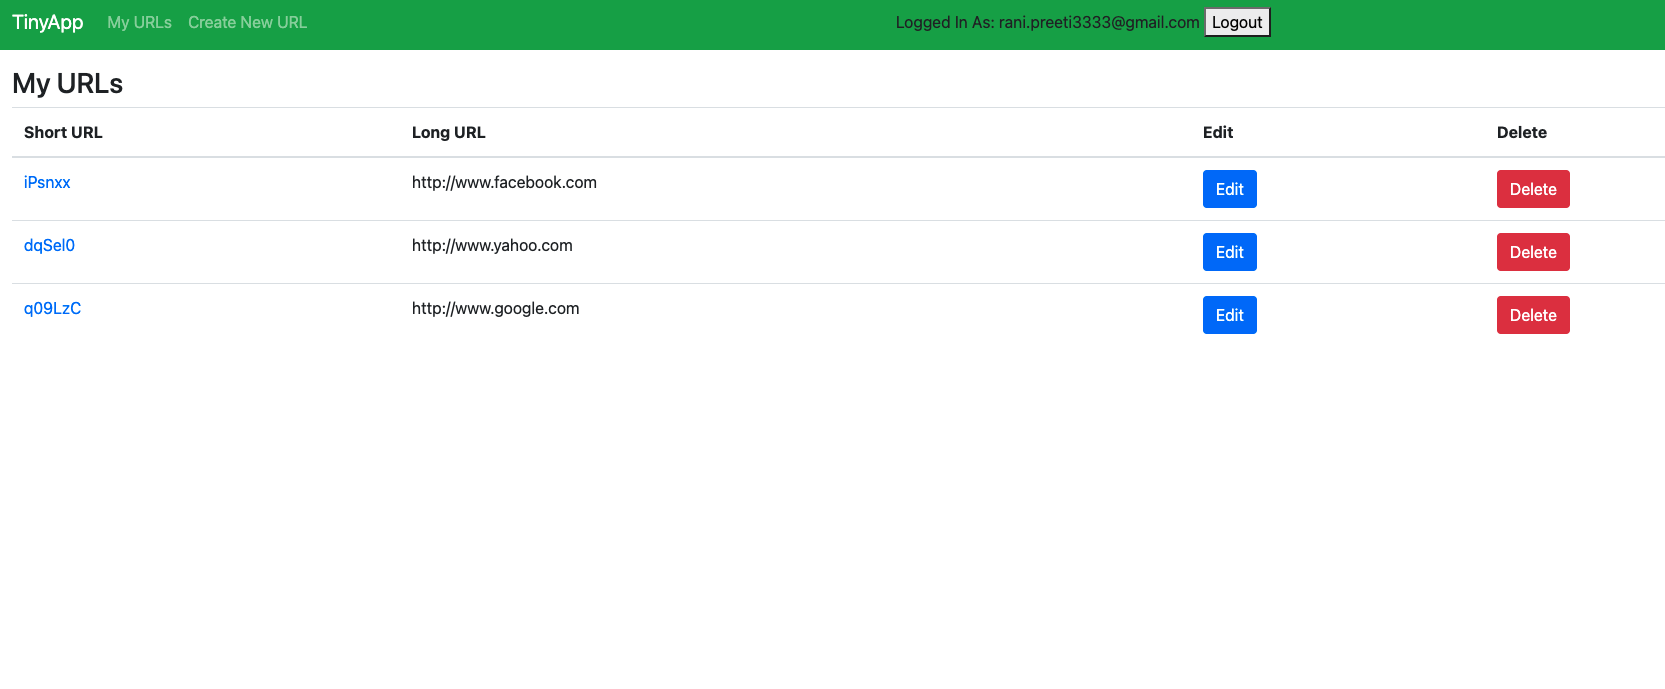 TinyApp My URLs Create New URL Logged In As: rani.preeti3333@gmail.com Logout
My URLs
Short URL Long URL Edit Delete
iPsnxx http://www.facebook.com Edit Delete
dqSel0 http://www.yahoo.com Edit Delete
q09LzC http://www.google.com Edit Delete